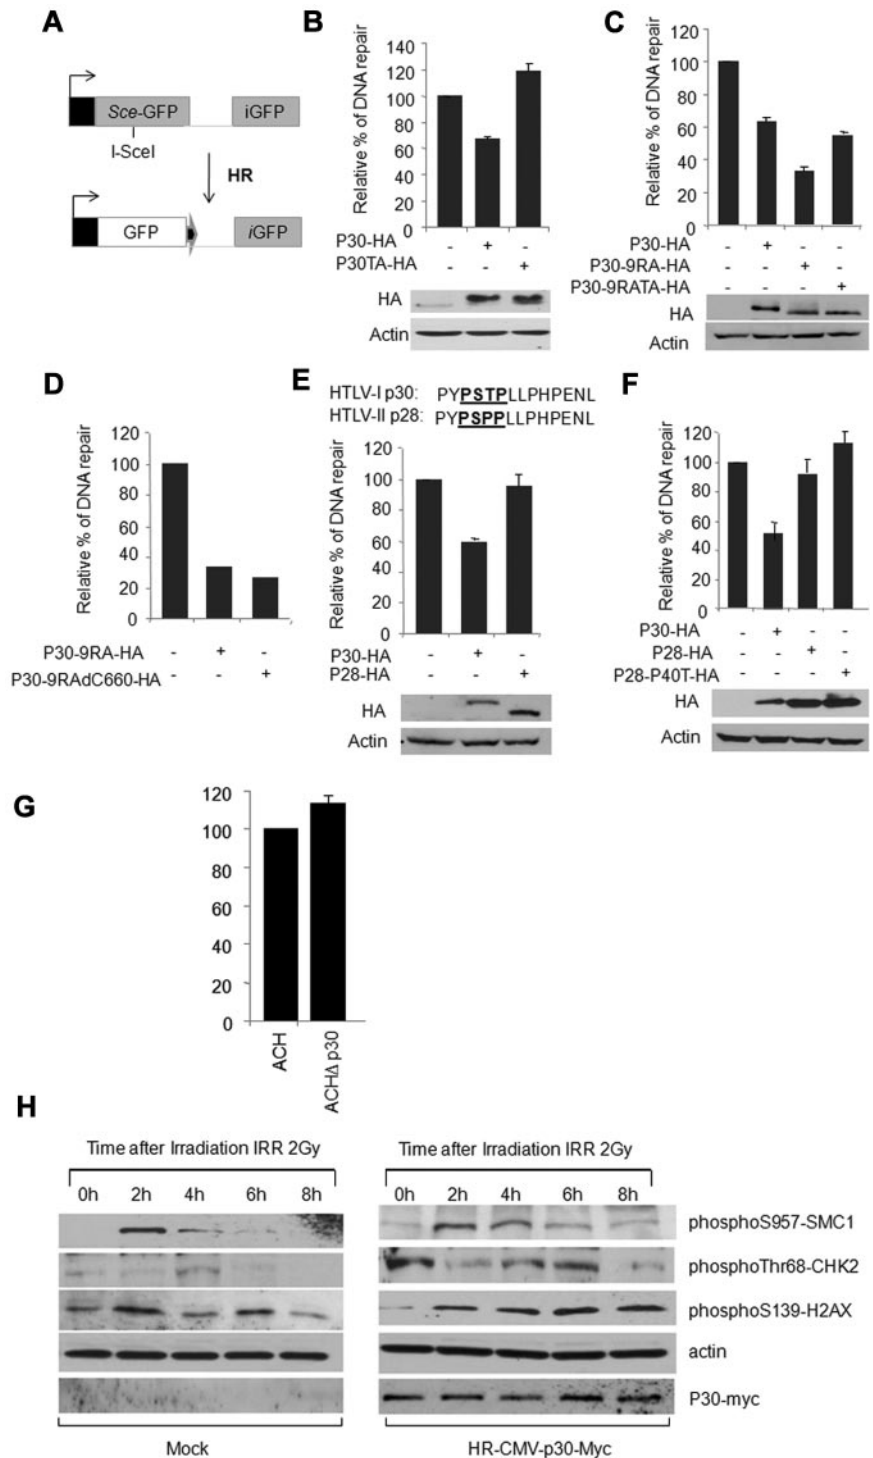 A
Sce-GFP
iGFP
I-SceI
HR
GFP
iGFP
B
Relative % of DNA repair
140
120
100
80
60
40
20
0
P30-HA - + -
P30TA-HA - - +
HA
Actin
C
Relative % of DNA repair
120
100
80
60
40
20
0
P30-HA - + - -
P30-9RA-HA - - + -
P30-9RATA-HA - - - +
HA
Actin
D
Relative % of DNA repair
120
100
80
60
40
20
0
P30-9RA-HA - + -
P30-9RAdC660-HA - - +
E
HTLV-I p30: PYPSTPLLPHPENL
HTLV-II p28: PYPSPPLLPHPENL
Relative % of DNA repair
120
100
80
60
40
20
0
P30-HA - + -
P28-HA - - +
HA
Actin
F
Relative % of DNA repair
120
100
80
60
40
20
0
P30-HA - + - -
P28-HA - - + -
P28-P40T-HA - - - +
HA
Actin
G
120
100
80
60
40
20
0
ACH
ACHΔ p30
H
Time after Irradiation IRR 2Gy
0h 2h 4h 6h 8h
Mock
Time after Irradiation IRR 2Gy
0h 2h 4h 6h 8h
phosphoS957-SMC1
phosphoThr68-CHK2
phosphoS139-H2AX
actin
P30-myc
HR-CMV-p30-Myc